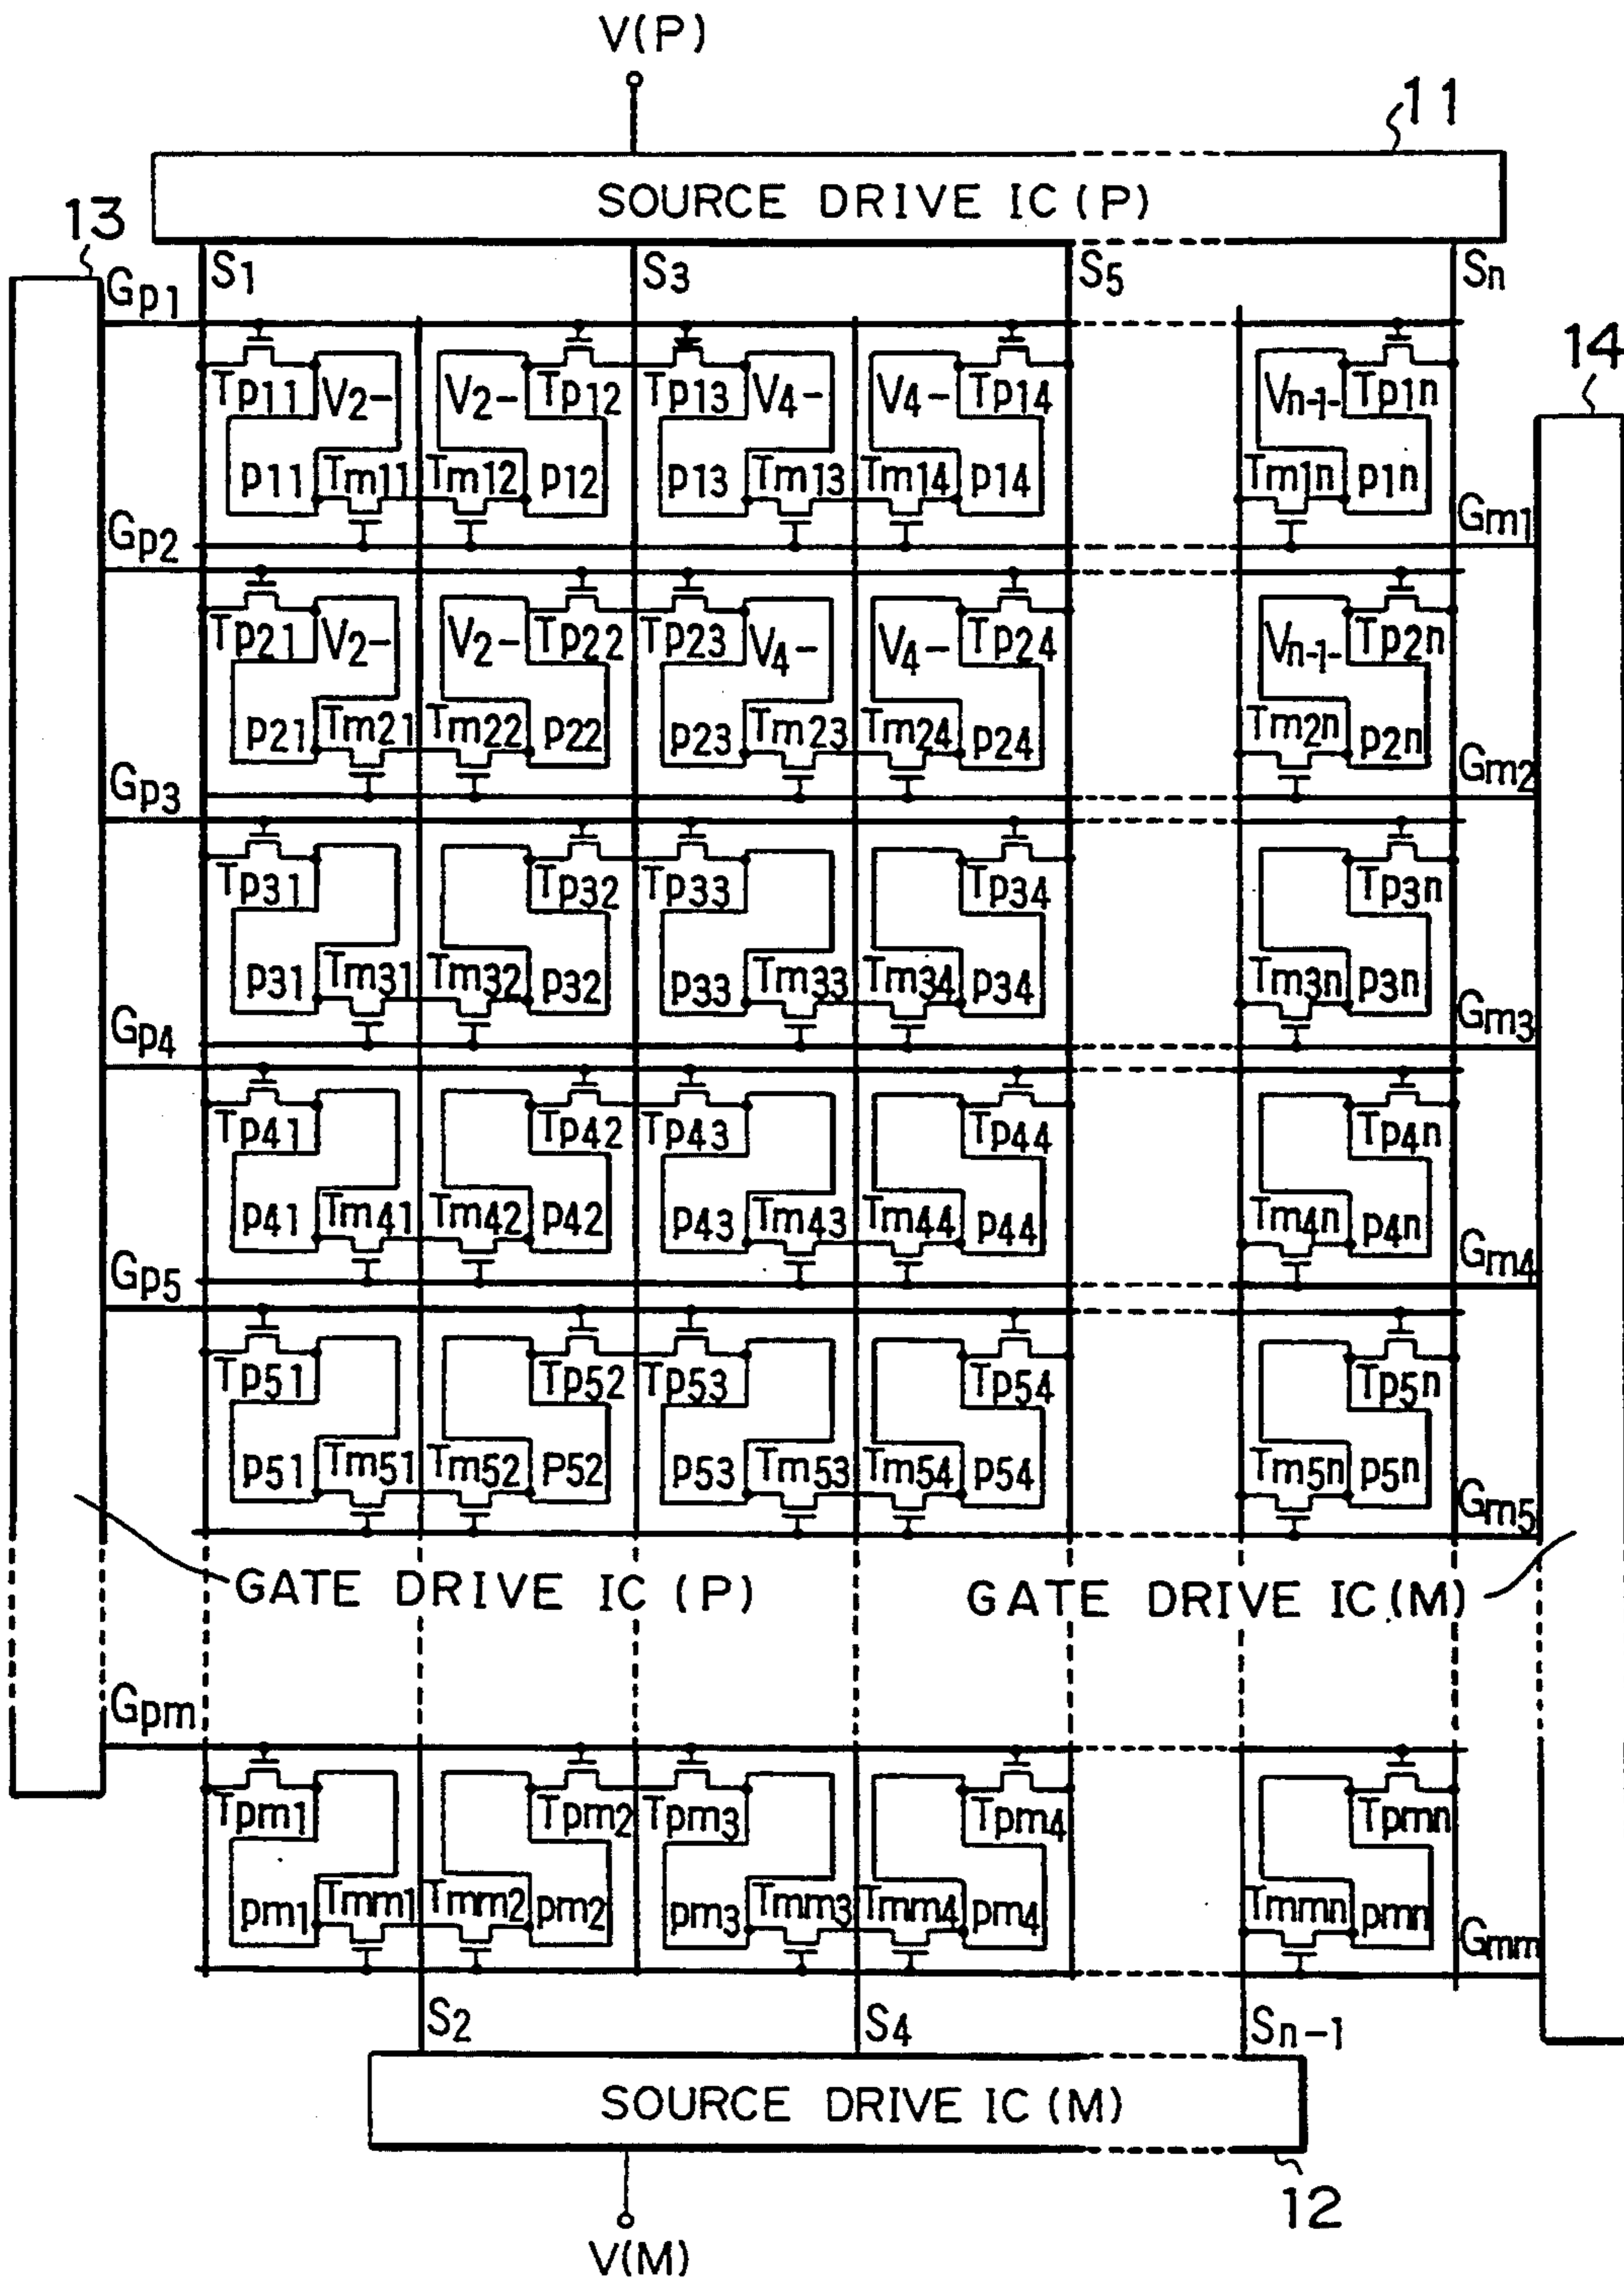 V(P)
11
SOURCE DRIVE IC (P)
13
S1 S3 S5 Sn
Gp1
14
Tp11 V2- V2- Tp12 Tp13 V4- V4- Tp14 Vn-1- Tp1n
p11 Tm11 Tm12 p12 p13 Tm13 Tm14 p14 Tm1n p1n
Gm1
Gp2
Tp21 V2- V2- Tp22 Tp23 V4- V4- Tp24 Vn-1- Tp2n
p21 Tm21 Tm22 p22 p23 Tm23 Tm24 p24 Tm2n p2n
Gm2
Gp3
Tp31 Tp32 Tp33 Tp34 Tp3n
p31 Tm31 Tm32 p32 p33 Tm33 Tm34 p34 Tm3n p3n
Gm3
Gp4
Tp41 Tp42 Tp43 Tp44 Tp4n
p41 Tm41 Tm42 p42 p43 Tm43 Tm44 p44 Tm4n p4n
Gm4
Gp5
Tp51 Tp52 Tp53 Tp54 Tp5n
p51 Tm51 Tm52 P52 p53 Tm53 Tm54 p54 Tm5n p5n
Gm5
GATE DRIVE IC (P) GATE DRIVE IC (M)
Gpm
Tpm1 Tpm2 Tpm3 Tpm4 Tpmn
pm1 Tmm1 Tmm2 pm2 pm3 Tmm3 Tmm4 pm4 Tmmn pmn
Gmm
S2 S4 Sn-1
SOURCE DRIVE IC (M)
12
V(M)